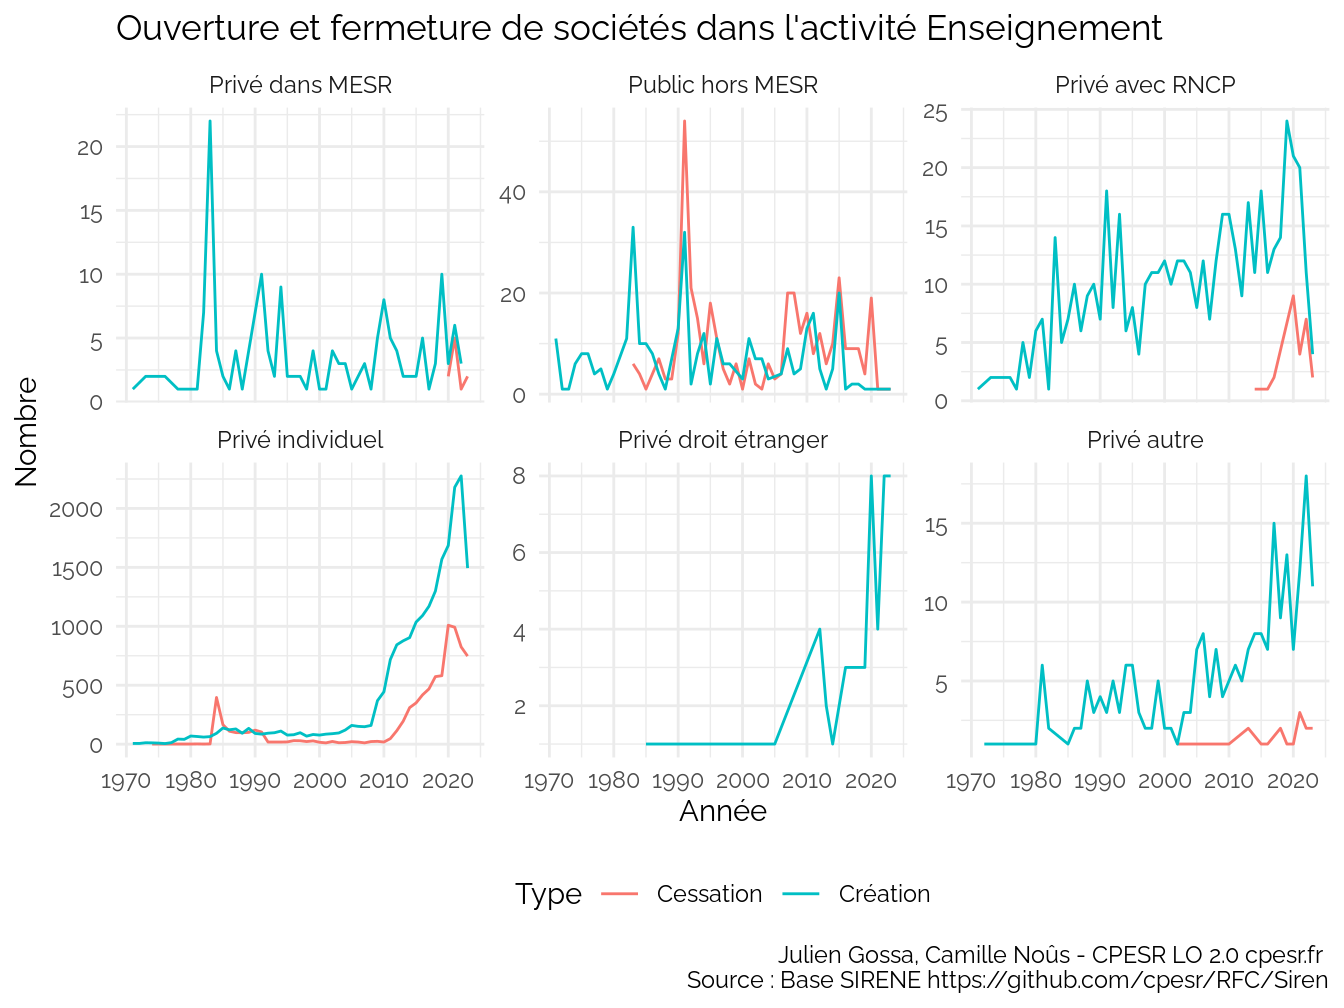 Ouverture et fermeture de sociétés dans l'activité Enseignement
Privé dans MESR
Public hors MESR
Privé avec RNCP
20
15
10
5
0
40
20
0
25
20
15
10
5
0
Nombre
Privé individuel
Privé droit étranger
Privé autre
2000
1500
1000
500
0
8
6
4
2
15
10
5
1970 1980 1990 2000 2010 2020
1970 1980 1990 2000 2010 2020
1970 1980 1990 2000 2010 2020
Année
Type Cessation Création
Julien Gossa, Camille Noûs - CPESR LO 2.0 cpesr.fr
Source : Base SIRENE https://github.com/cpesr/RFC/Siren